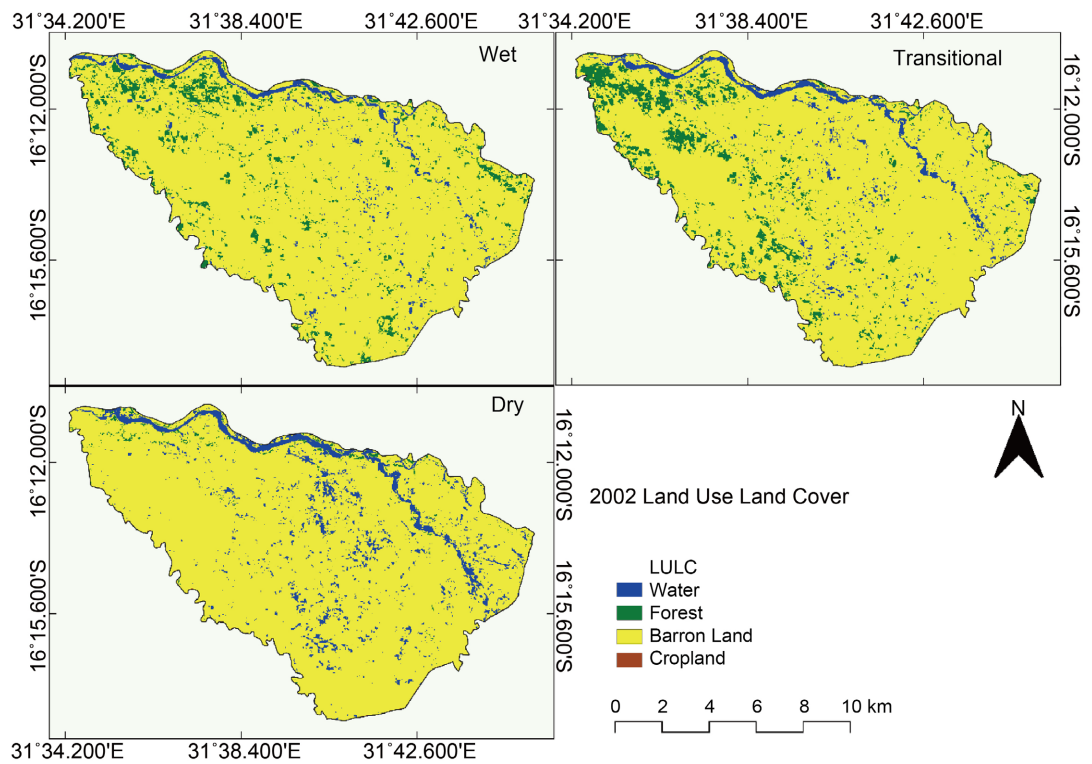 31°34.200'E 31°38.400'E 31°42.600'E 31°34.200'E 31°38.400'E 31°42.600'E
Wet
Transitional
16°12.000'S
16°12.000'S
16°15.600'S
16°15.600'S
Dry
16°12.000'S
16°12.000'S
N
2002 Land Use Land Cover
16°15.600'S
16°15.600'S
LULC
Water
Forest
Barron Land
Cropland
0 2 4 6 8 10 km
31°34.200'E 31°38.400'E 31°42.600'E